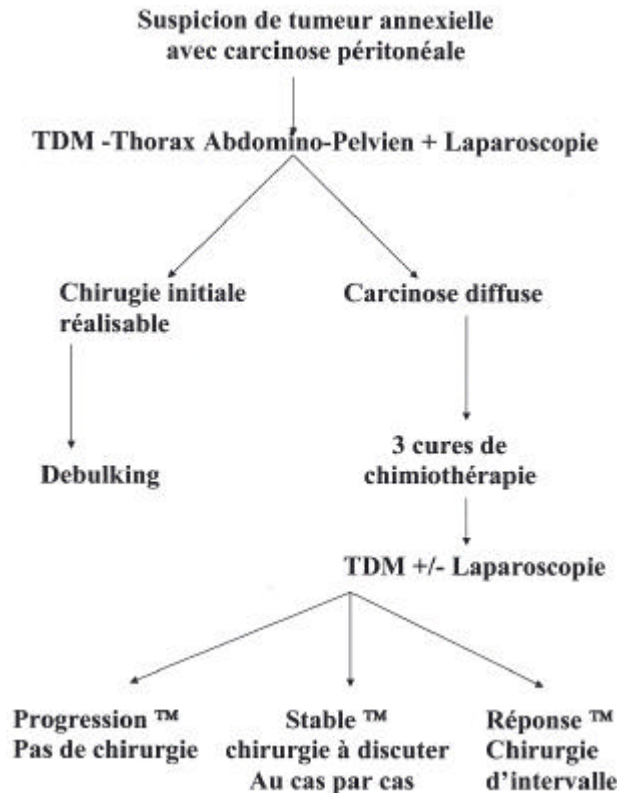 Suspicion de tumeur annexielle
avec carcinose péritonéale
TDM -Thorax Abdomino-Pelvien + Laparoscopie
Chirugie initiale
réalisable
Carcinose diffuse
Debulking
3 cures de
chimiothérapie
TDM +/- Laparoscopie
Progression ™
Pas de chirurgie
Stable ™
chirurgie à discuter
Au cas par cas
Réponse ™
Chirurgie
d'intervalle